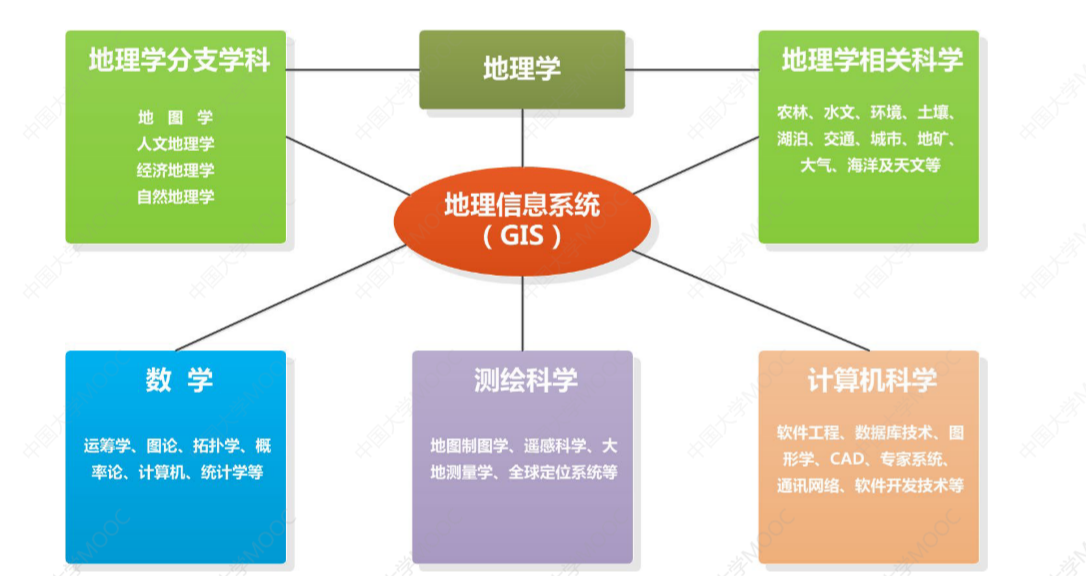 地理学分支学科
地 图 学
人文地理学
经济地理学
自然地理学
地理学
地理学相关科学
农林、水文、环境、土壤、
湖泊、交通、城市、地矿、
大气、海洋及天文等
地理信息系统
（GIS）
数 学
运筹学、图论、拓扑学、概
率论、计算机、统计学等
测绘科学
地图制图学、遥感科学、大
地测量学、全球定位系统等
计算机科学
软件工程、数据库技术、图
形学、CAD、专家系统、
通讯网络、软件开发技术等
中国大学MOOC